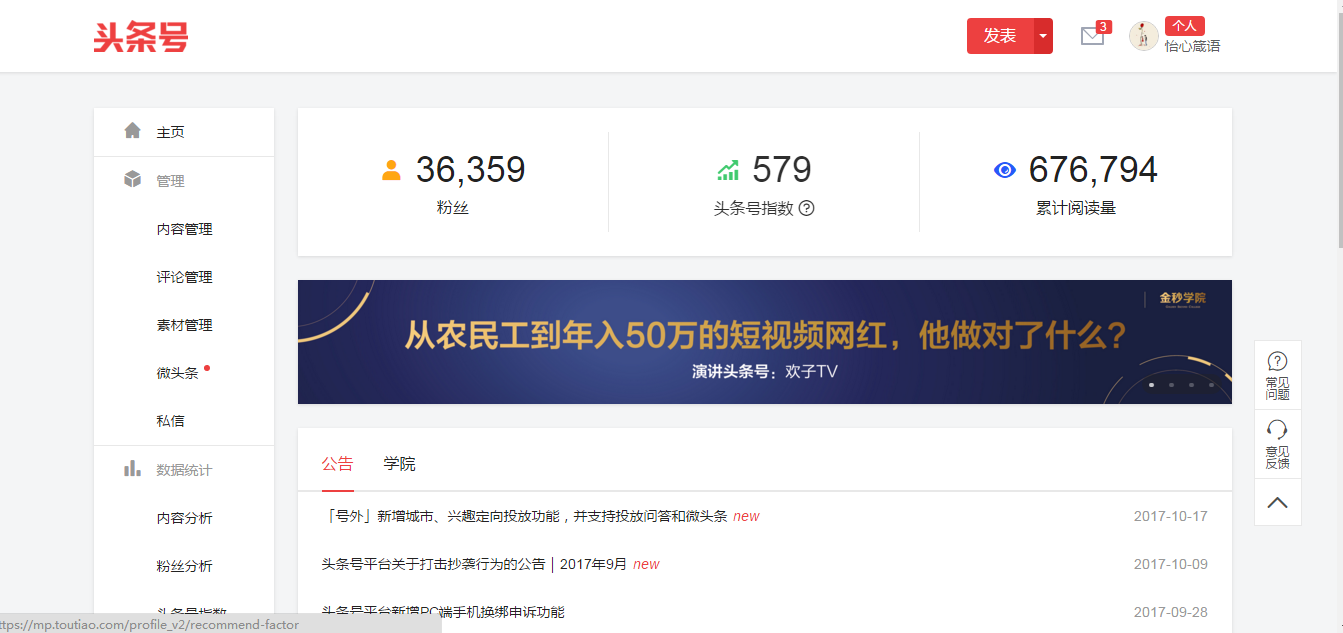 头条号
发表
3
个人
怡心箴语
主页
管理
内容管理
评论管理
素材管理
微头条
私信
数据统计
内容分析
粉丝分析
头条号指数
36,359
粉丝
579
头条号指数 ?
676,794
累计阅读量
金秒学院
从农民工到年入50万的短视频网红，他做对了什么？
演讲头条号：欢子TV
公告
学院
「号外」新增城市、兴趣定向投放功能，并支持投放问答和微头条 new
2017-10-17
头条号平台关于打击抄袭行为的公告 | 2017年9月 new
2017-10-09
头条号平台新增PC端手机换绑申诉功能
2017-09-28
?
常见
问题
意见
反馈
ttps://mp.toutiao.com/profile_v2/recommend-factor